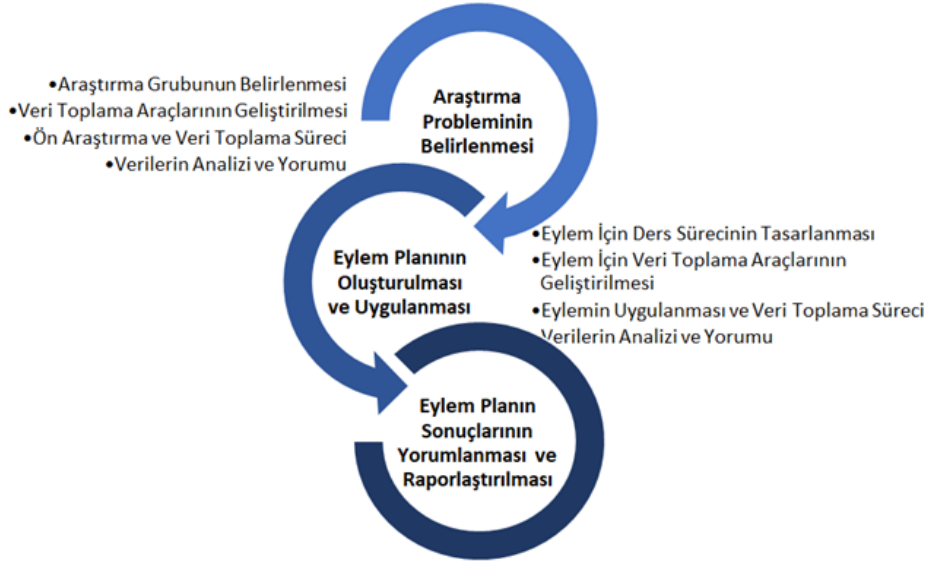 •Araştırma Grubunun Belirlenmesi
•Veri Toplama Araçlarının Geliştirilmesi
•Ön Araştırma ve Veri Toplama Süreci
•Verilerin Analizi ve Yorumu
Araştırma
Probleminin
Belirlenmesi
Eylem Planının
Oluşturulması
ve Uygulanması
•Eylem İçin Ders Sürecinin Tasarlanması
•Eylem İçin Veri Toplama Araçlarının
Geliştirilmesi
•Eylemin Uygulanması ve Veri Toplama Süreci
Verilerin Analizi ve Yorumu
Eylem Planın
Sonuçlarının
Yorumlanması ve
Raporlaştırılması